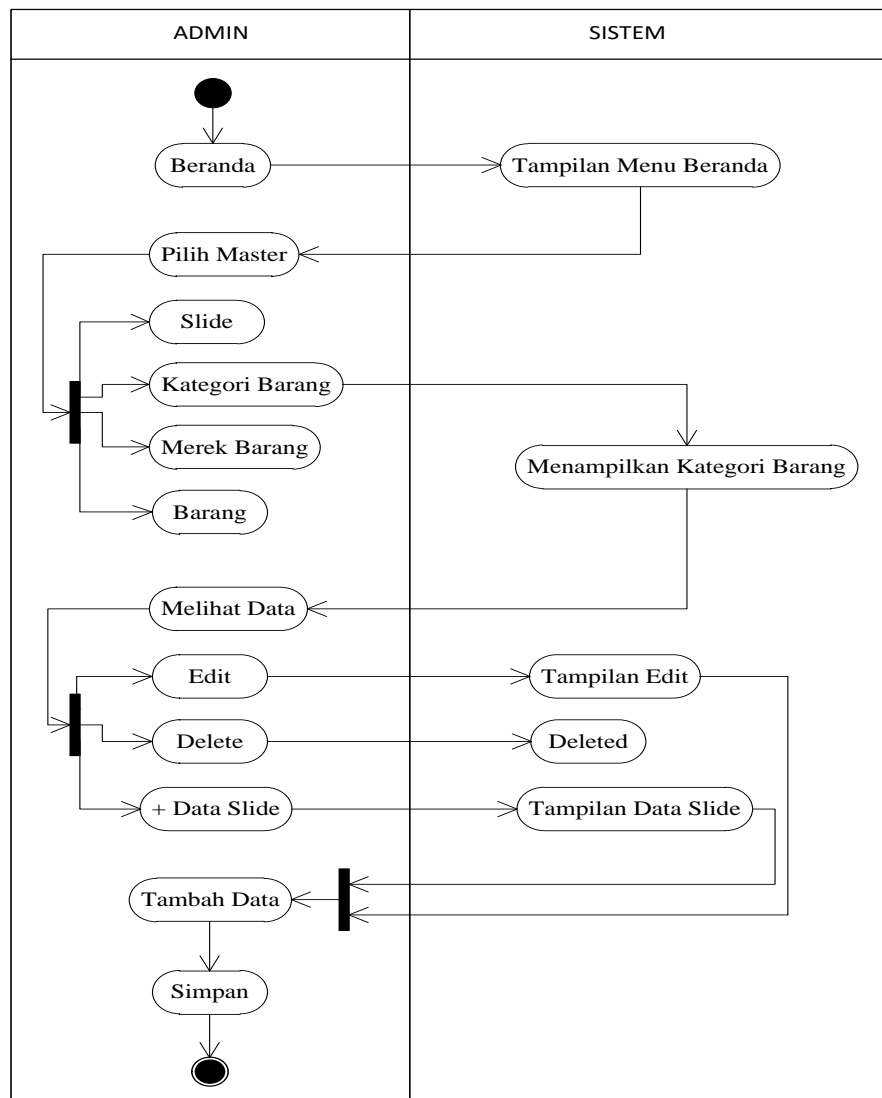 ADMIN
SISTEM
Beranda
Tampilan Menu Beranda
Pilih Master
Slide
Kategori Barang
Merek Barang
Menampilkan Kategori Barang
Barang
Melihat Data
Edit
Tampilan Edit
Delete
Deleted
+ Data Slide
Tampilan Data Slide
Tambah Data
Simpan